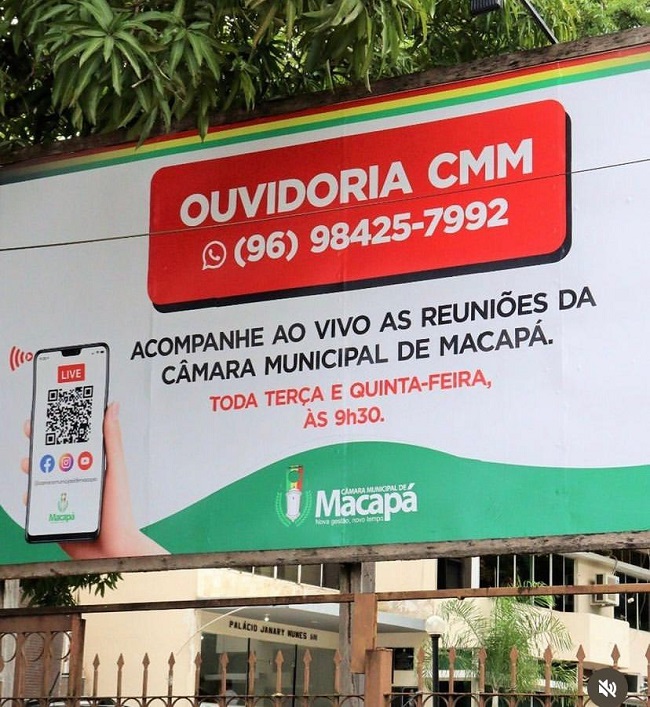 OUVIDORIA CMM
(96) 98425-7992
ACOMPANHE AO VIVO AS REUNIÕES DA
CÂMARA MUNICIPAL DE MACAPÁ.
TODA TERÇA E QUINTA-FEIRA,
ÀS 9h30.
LIVE
Macapá
CÂMARA MUNICIPAL DE
Macapá
Nova gestão, novo tempo
PALÁCIO JANARY NUNES